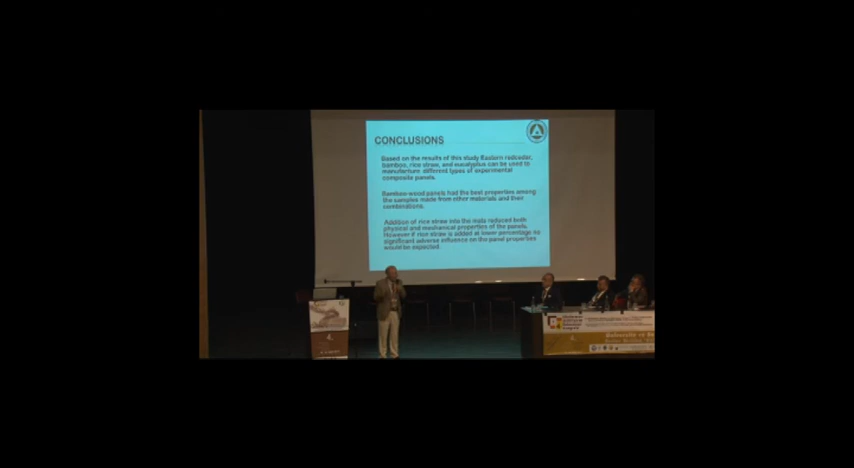 CONCLUSIONS
Based on the results of this study Eastern redcedar,
bamboo, rice straw, and eucalyptus can be used to
manufarture different types of experimental
composite panels.
Bamboo-wood panels had the best properties among
the samples made from other materials and their
combinations.
Addition of rice straw into the mats reduced both
physical and mechanical properties of the panels.
However if rice straw is added at lower percentage no
significant adverse influence on the panel properties
would be expected